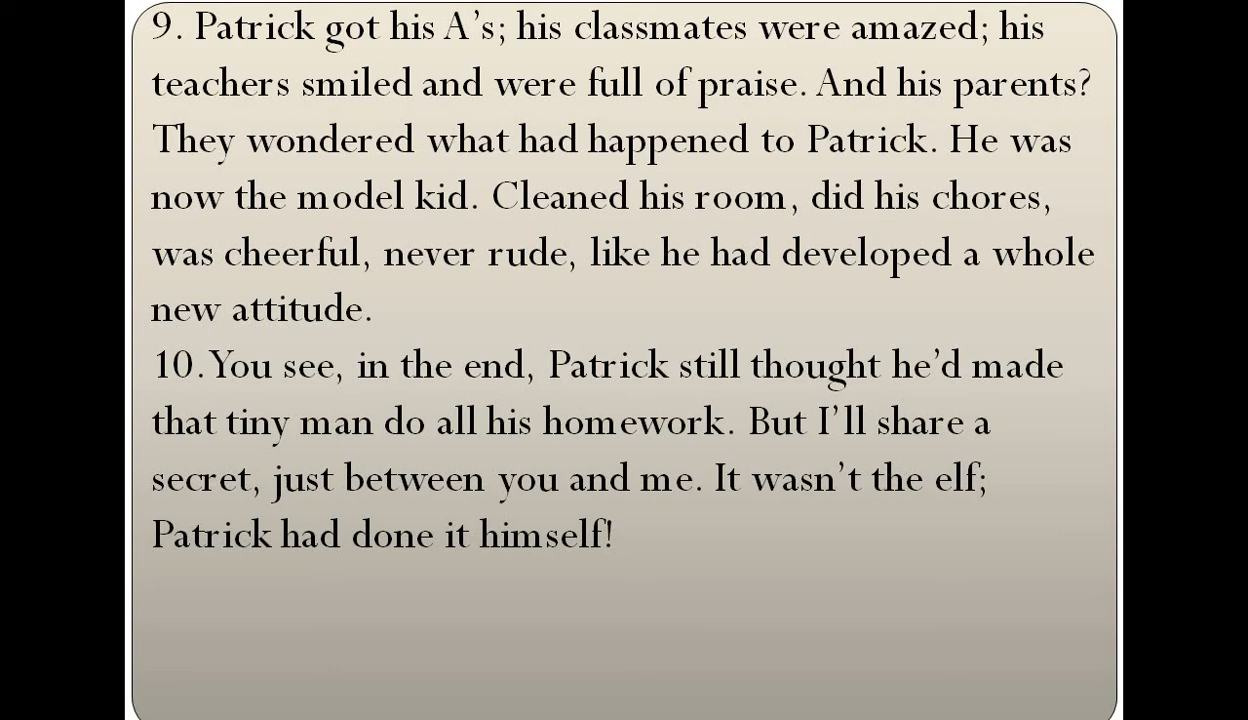 9. Patrick got his A’s; his classmates were amazed; his
teachers smiled and were full of praise. And his parents?
They wondered what had happened to Patrick. He was
now the model kid. Cleaned his room, did his chores,
was cheerful, never rude, like he had developed a whole
new attitude.
10. You see, in the end, Patrick still thought he’d made
that tiny man do all his homework. But I’ll share a
secret, just between you and me. It wasn’t the elf;
Patrick had done it himself!